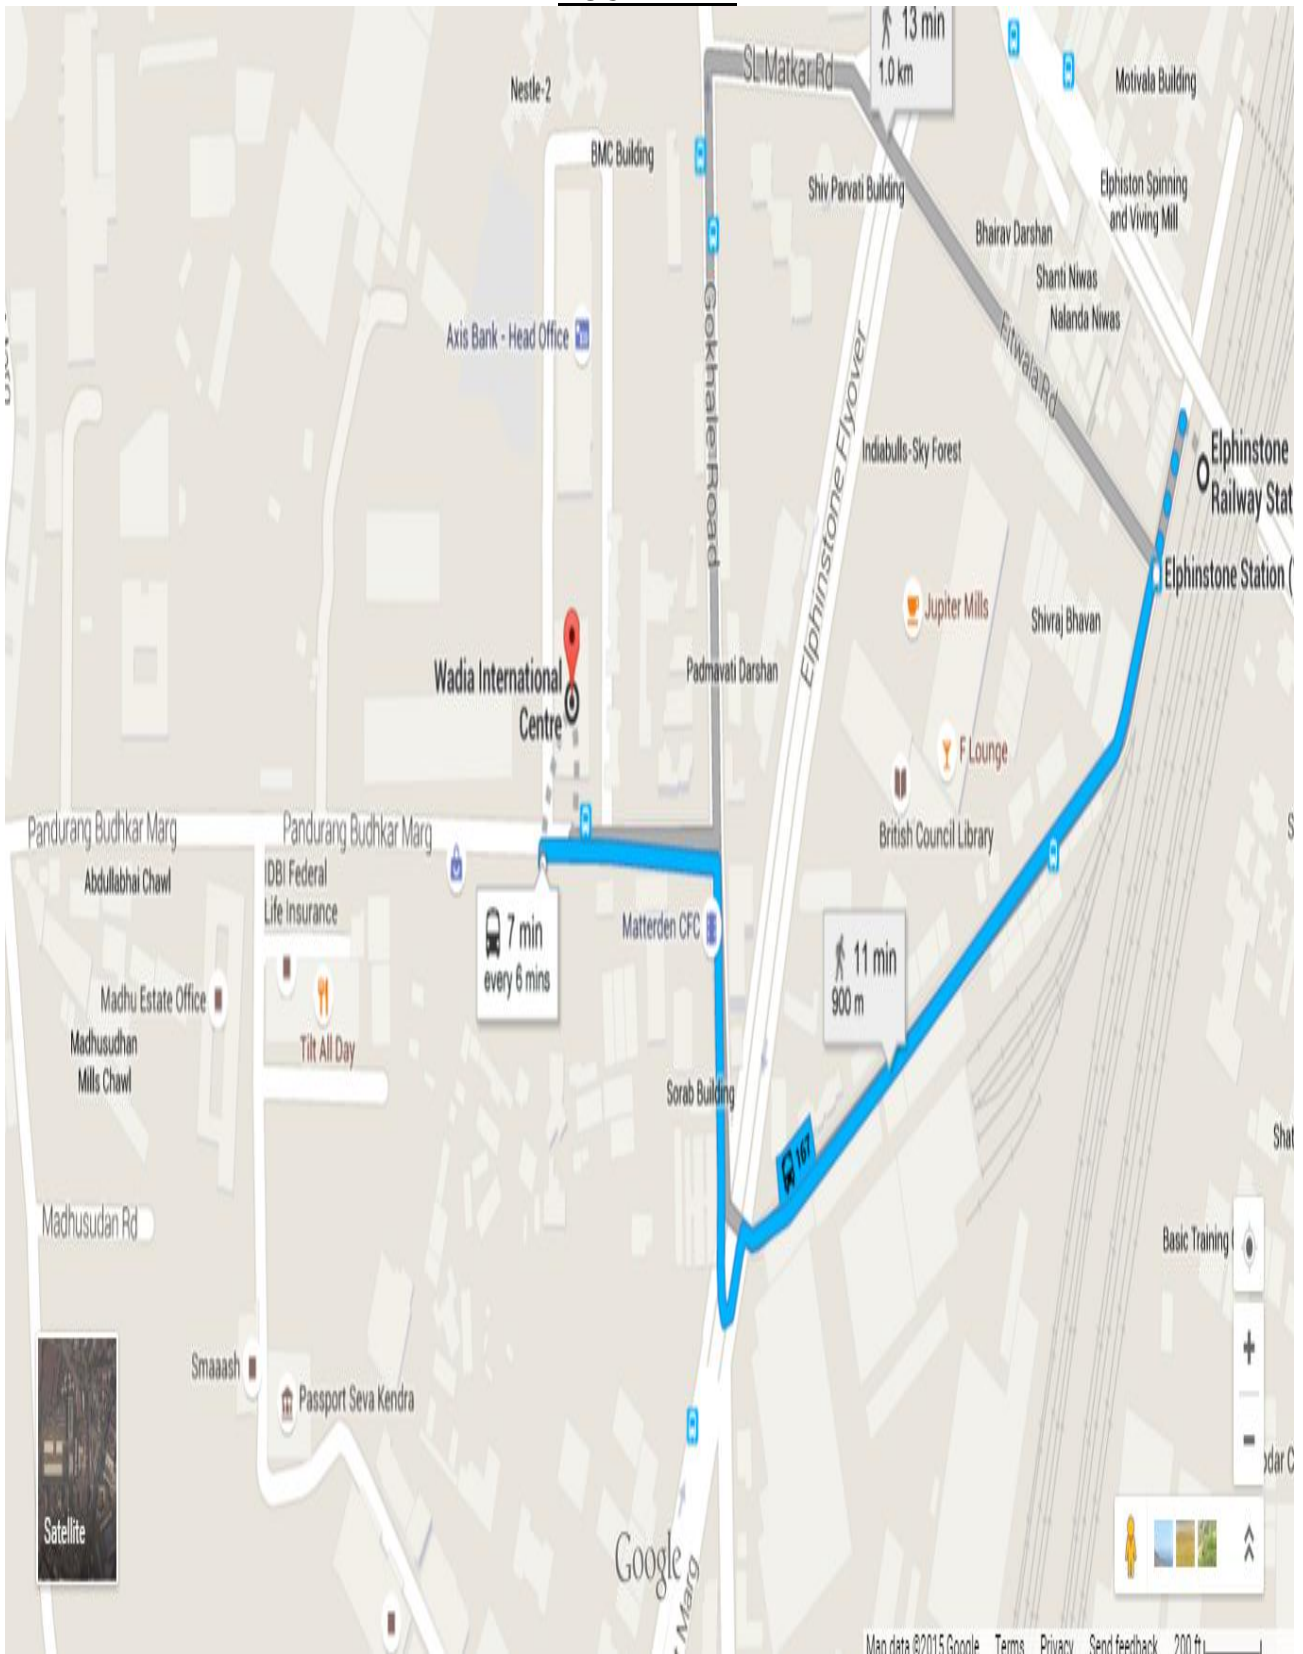 13 min
1.0 km
SL Matkar Rd
Motivala Building
Nestle-2
BMC Building
Shiv Parvati Building
Elphiston Spinning
and Viving Mill
Bhairav Darshan
Shanti Niwas
Nalanda Niwas
Axis Bank - Head Office
Gokhale Road
Fitwala Rd
Elphinstone Flyover
Indiabulls-Sky Forest
Elphinstone
Railway Stat
Elphinstone Station (
Jupiter Mills
Shivraj Bhavan
Padmavati Darshan
Wadia International
Centre
F Lounge
British Council Library
Pandurang Budhkar Marg
Pandurang Budhkar Marg
Abdullabhai Chawl
IDBI Federal
Life Insurance
7 min
every 6 mins
Matterden CFC
11 min
900 m
Madhu Estate Office
Madhusudhan
Mills Chawl
Tilt All Day
Sorab Building
167
Shat
Madhusudan Rd
Basic Training
Smaaash
Passport Seva Kendra
odar C
Satellite
Google
Marg
Map data ©2015 Google Terms Privacy Send feedback 200 ft